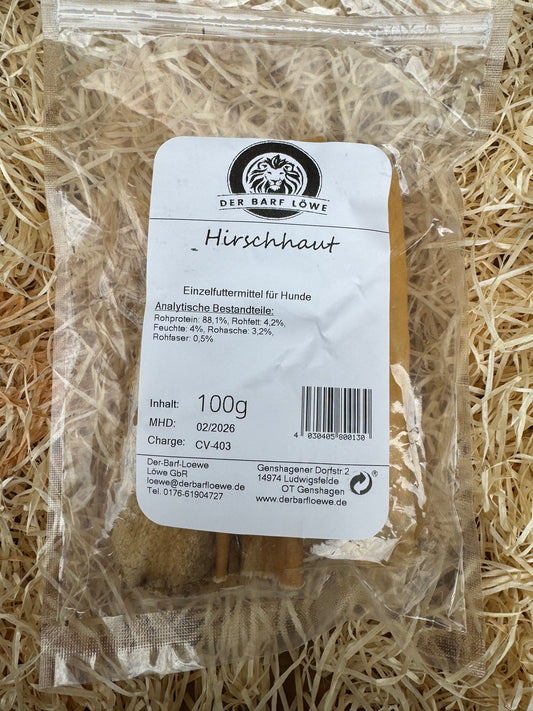 DER BARF LÖWE
Hirschhaut
Einzelfuttermittel für Hunde
Analytische Bestandteile:
Rohprotein: 88,1%, Rohfett: 4,2%,
Feuchte: 4%, Rohasche: 3,2%,
Rohfaser: 0,5%
Inhalt: 100g
MHD: 02/2026
Charge: CV-403
4 030405 800130
Der-Barf-Loewe
Löwe GbR
loewe@derbarfloewe.de
Tel. 0176-61904727
Genshagener Dorfstr.2
14974 Ludwigsfelde
OT Genshagen
www.derbarfloewe.de
®